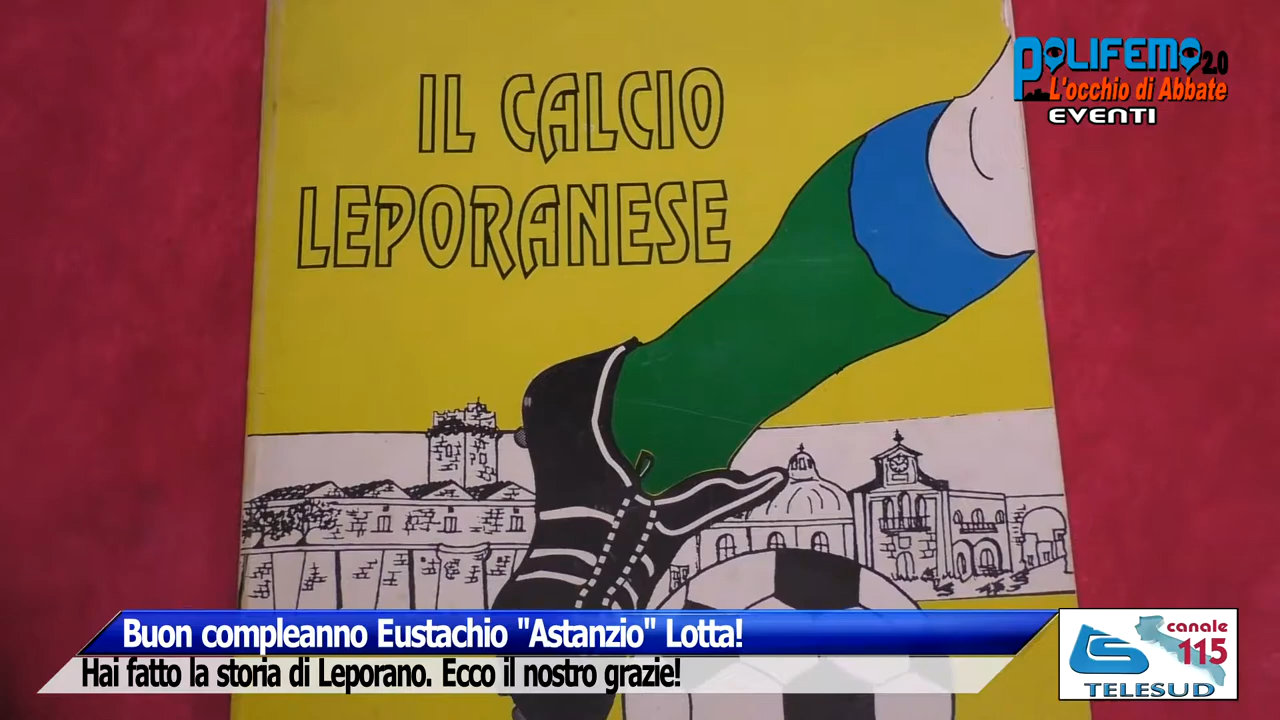 IL CALCIO
LEPORANESE
POLIFEMO 2.0
L'occhio di Abbate
EVENTI
Buon compleanno Eustachio "Astanzio" Lotta!
Hai fatto la storia di Leporano. Ecco il nostro grazie!
canale
115
TELESUD